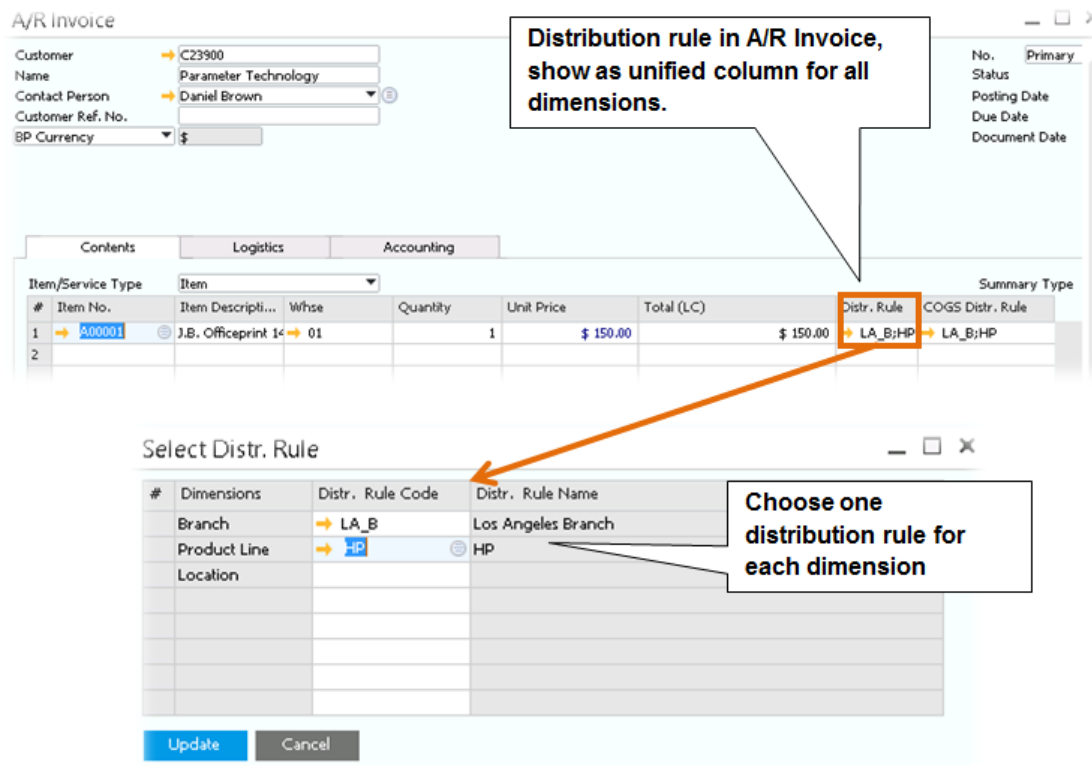 A/R Invoice
Distribution rule in A/R Invoice,
show as unified column for all
dimensions.
Customer C23900
Name Parameter Technology
Contact Person Daniel Brown
Customer Ref. No.
BP Currency $
No. Primary
Status
Posting Date
Due Date
Document Date
Contents Logistics Accounting
Item/Service Type Item Summary Type
# Item No. Item Descripti... Whse Quantity Unit Price Total (LC) Distr. Rule COGS Distr. Rule
1 A00001 J.B. Officeprint 14 01 1 $ 150.00 $ 150.00 LA_B;HP LA_B;HP
2
Select Distr. Rule
# Dimensions Distr. Rule Code Distr. Rule Name
Branch LA_B Los Angeles Branch
Product Line HP HP
Location
Choose one
distribution rule for
each dimension
Update Cancel